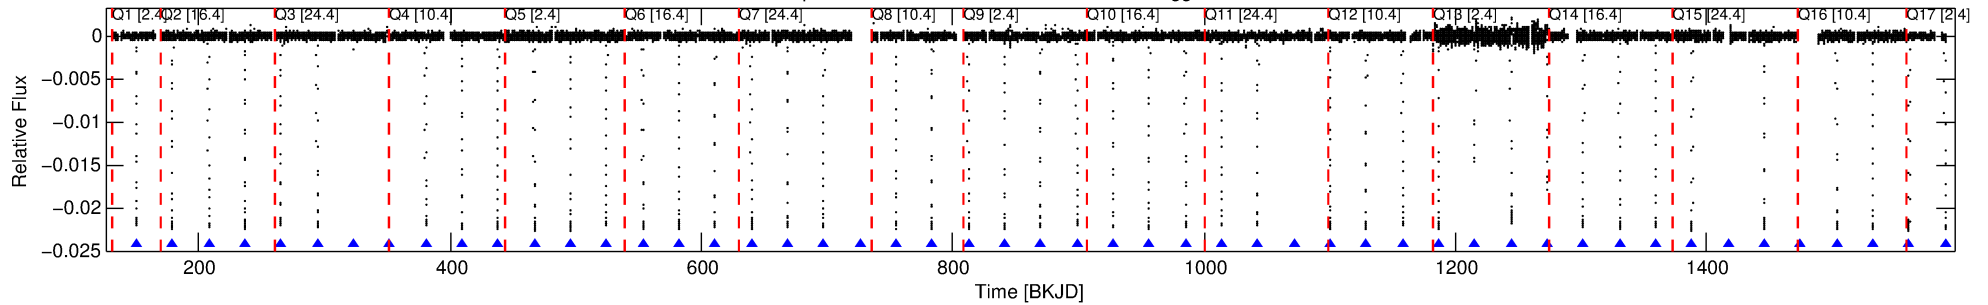 Q1 [2.4] Q2 [16.4] Q3 [24.4] Q4 [10.4] Q5 [2.4] Q6 [16.4] Q7 [24.4] Q8 [10.4] Q9 [2.4] Q10 [16.4] Q11 [24.4] Q12 [10.4] Q13 [2.4] Q14 [16.4] Q15 [24.4] Q16 [10.4] Q17 [2.4]
0
−0.005
−0.01
−0.015
−0.02
−0.025
Relative Flux
200 400 600 800 1000 1200 1400
Time [BKJD]